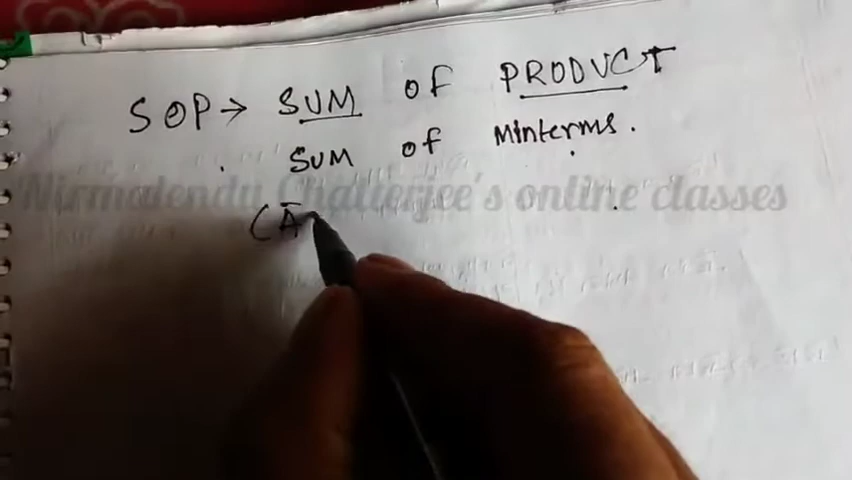 SOP → SUM of PRODUCT
SUM of Minterms.
Nirmalendu Chatterjee's online classes
(Ā